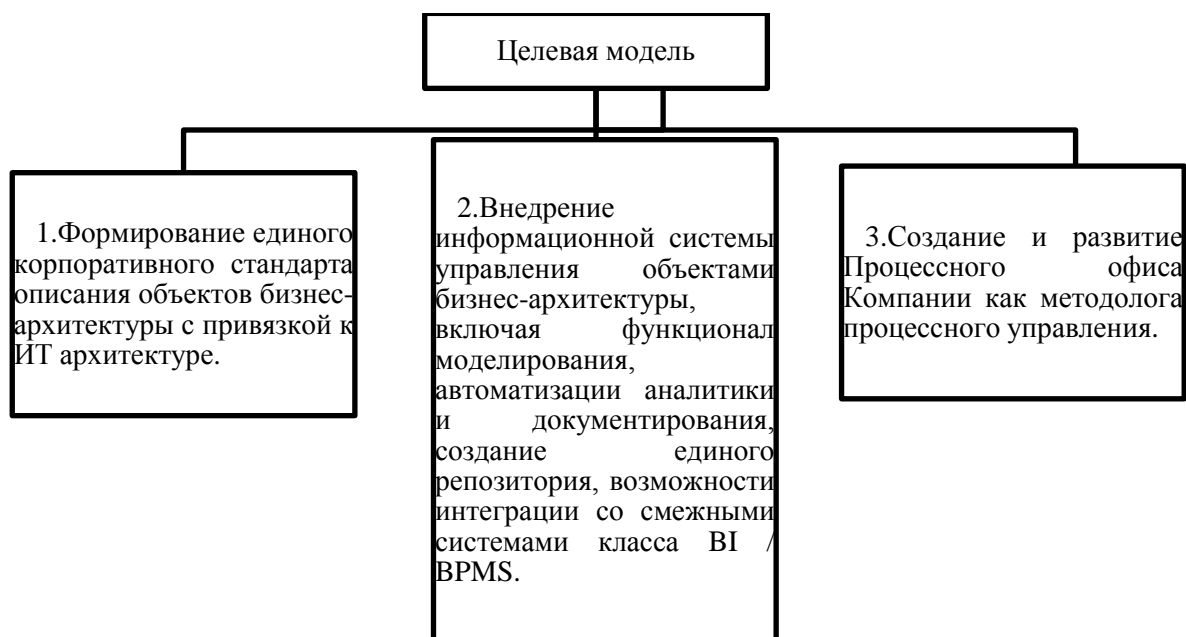 Целевая модель
1.Формирование единого
корпоративного стандарта
описания объектов бизнес-
архитектуры с привязкой к
ИТ архитектуре.
2.Внедрение
информационной системы
управления объектами
бизнес-архитектуры,
включая функционал
моделирования,
автоматизации аналитики
и документирования,
создание единого
репозитория, возможности
интеграции со смежными
системами класса BI /
BPMS.
3.Создание и развитие
Процессного офиса
Компании как методолога
процессного управления.